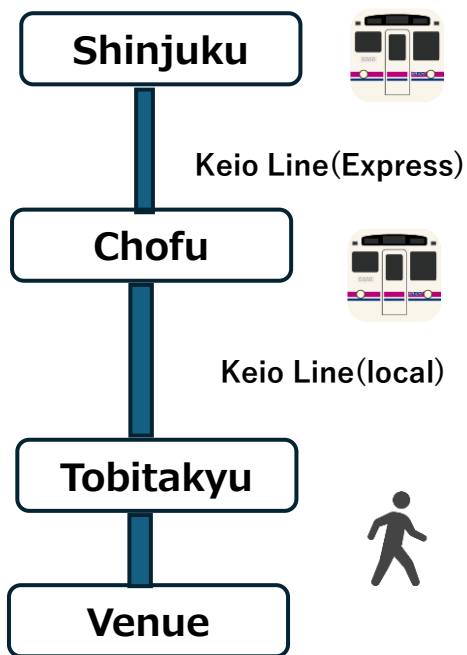 Shinjuku
Keio Line(Express)
Chofu
Keio Line(local)
Tobitakyu
Venue